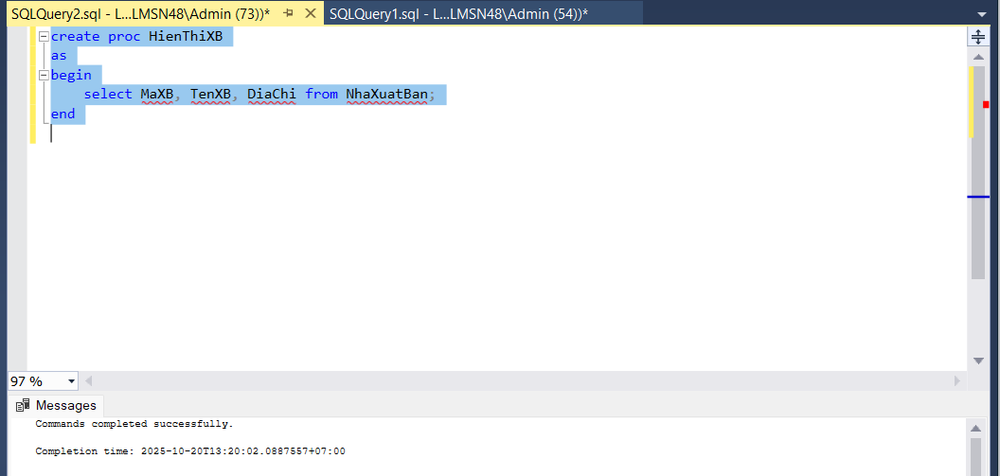 SQLQuery2.sql - L...LMSN48\Admin (73))* SQLQuery1.sql - L...LMSN48\Admin (54))*
create proc HienThiXB
as
begin
select MaXB, TenXB, DiaChi from NhaXuatBan;
end
97 %
Messages
Commands completed successfully.
Completion time: 2025-10-20T13:20:02.0887557+07:00